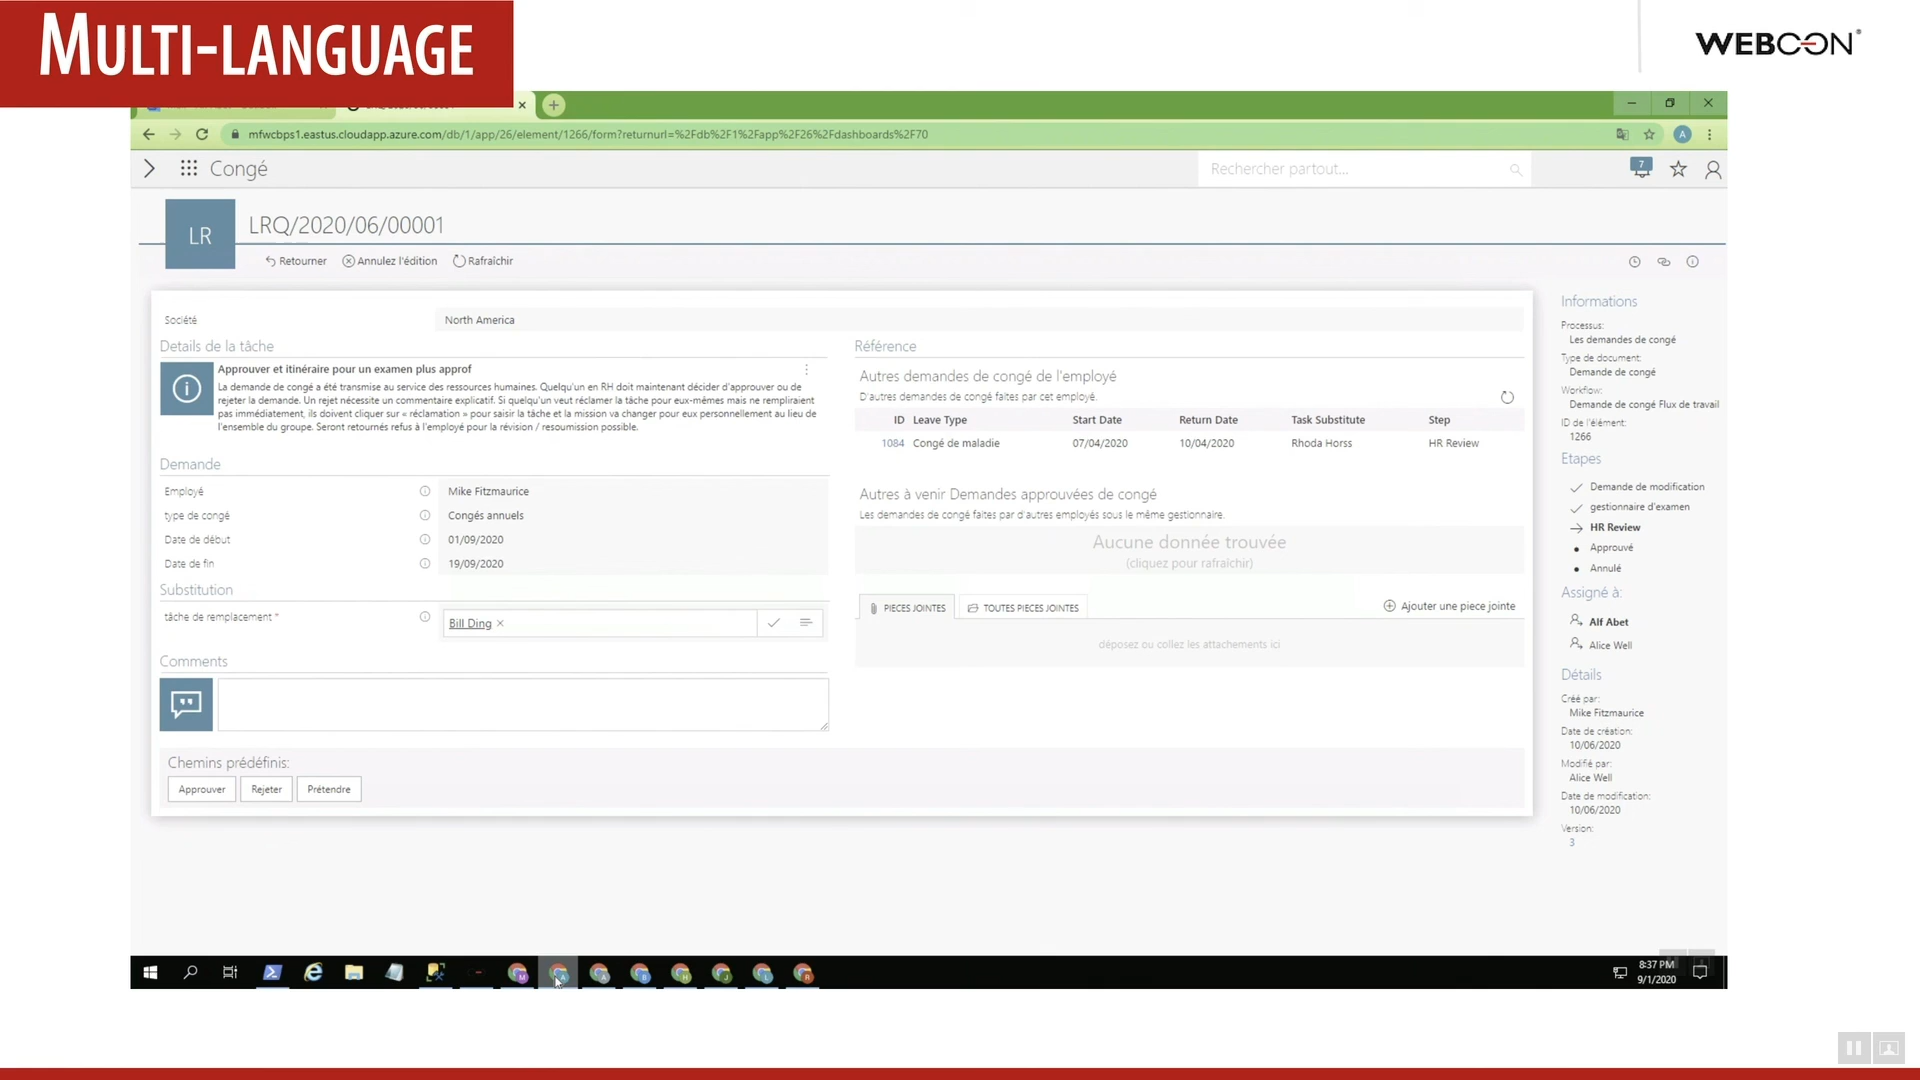 MULTI-LANGUAGE
WEBCON®
mfwcbps1.eastus.cloudapp.azure.com/db/1/app/26/element/1266/form?returnurl=%2Fdb%2F1%2Fapp%2F26%2Fdashboards%2F70
A
Congé
Rechercher partout...
7
LR
LRQ/2020/06/00001
Retourner
Annulez l'édition
Rafraîchir
Société
North America
Details de la tâche
Approuver et itinéraire pour un examen plus approf
La demande de congé a été transmise au service des ressources humaines. Quelqu'un en RH doit maintenant décider d'approuver ou de
rejeter la demande. Un rejet nécessite un commentaire explicatif. Si quelqu'un veut réclamer la tâche pour eux-mêmes mais ne rempliraient
pas immédiatement, ils doivent cliquer sur « réclamation » pour saisir la tâche et la mission va changer pour eux personnellement au lieu de
l'ensemble du groupe. Seront retournés refus à l'employé pour la révision / resoumission possible.
Demande
Employé
Mike Fitzmaurice
type de congé
Congés annuels
Date de début
01/09/2020
Date de fin
19/09/2020
Substitution
tâche de remplacement *
Bill Ding
Comments
Chemins prédéfinis:
Approuver
Rejeter
Prétendre
Référence
Autres demandes de congé de l'employé
D'autres demandes de congé faites par cet employé.
ID Leave Type Start Date Return Date Task Substitute Step
1084 Congé de maladie 07/04/2020 10/04/2020 Rhoda Horss HR Review
Autres à venir Demandes approuvées de congé
Les demandes de congé faites par d'autres employés sous le même gestionnaire.
Aucune donnée trouvée
(cliquez pour rafraîchir)
PIECES JOINTES
TOUTES PIECES JOINTES
Ajouter une piece jointe
déposez ou collez les attachements ici
Informations
Processus:
Les demandes de congé
Type de document:
Demande de congé
Workflow:
Demande de congé Flux de travail
ID de l'élément:
1266
Etapes
Demande de modification
gestionnaire d'examen
HR Review
Approuvé
Annulé
Assigné à:
Alf Abet
Alice Well
Détails
Créé par:
Mike Fitzmaurice
Date de création:
10/06/2020
Modifié par:
Alice Well
Date de modification:
10/06/2020
Version:
3
8:37 PM
9/1/2020